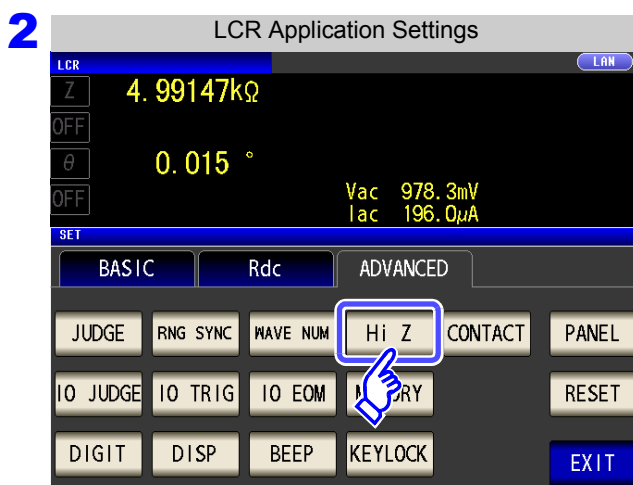 2
LCR Application Settings
LCR
LAN
Z 4.99147kΩ
OFF
θ 0.015 °
OFF
Vac 978.3mV
Iac 196.0μA
SET
BASIC Rdc ADVANCED
JUDGE RNG SYNC WAVE NUM Hi Z CONTACT PANEL
IO JUDGE IO TRIG IO EOM RY RESET
DIGIT DISP BEEP KEYLOCK EXIT